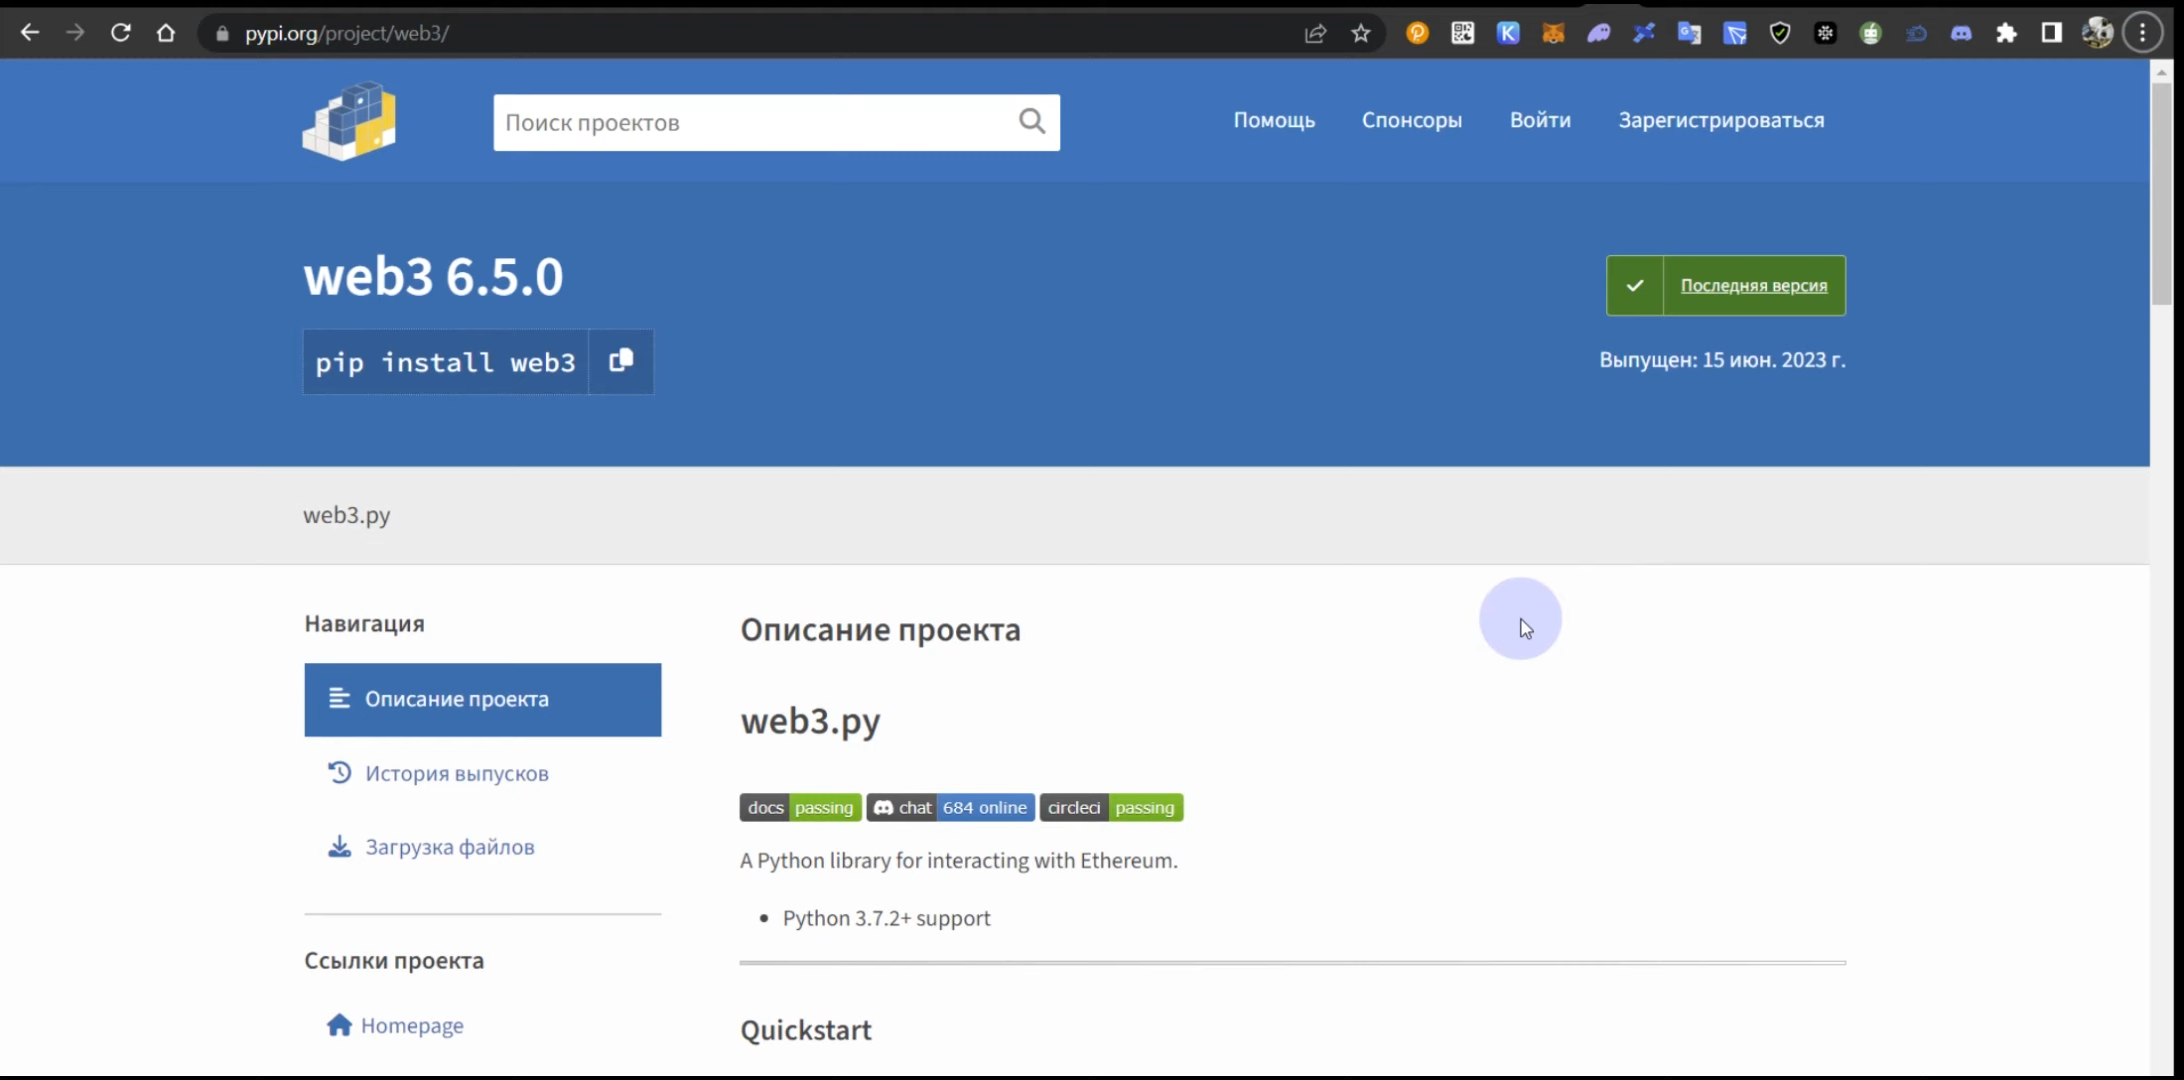 pypi.org/project/web3/
Поиск проектов
Помощь
Спонсоры
Войти
Зарегистрироваться
web3 6.5.0
pip install web3
Последняя версия
Выпущен: 15 июн. 2023 г.
web3.py
Навигация
Описание проекта
История выпусков
Загрузка файлов
Ссылки проекта
Homepage
Описание проекта
web3.py
docs passing chat 684 online circleci passing
A Python library for interacting with Ethereum.
• Python 3.7.2+ support
Quickstart